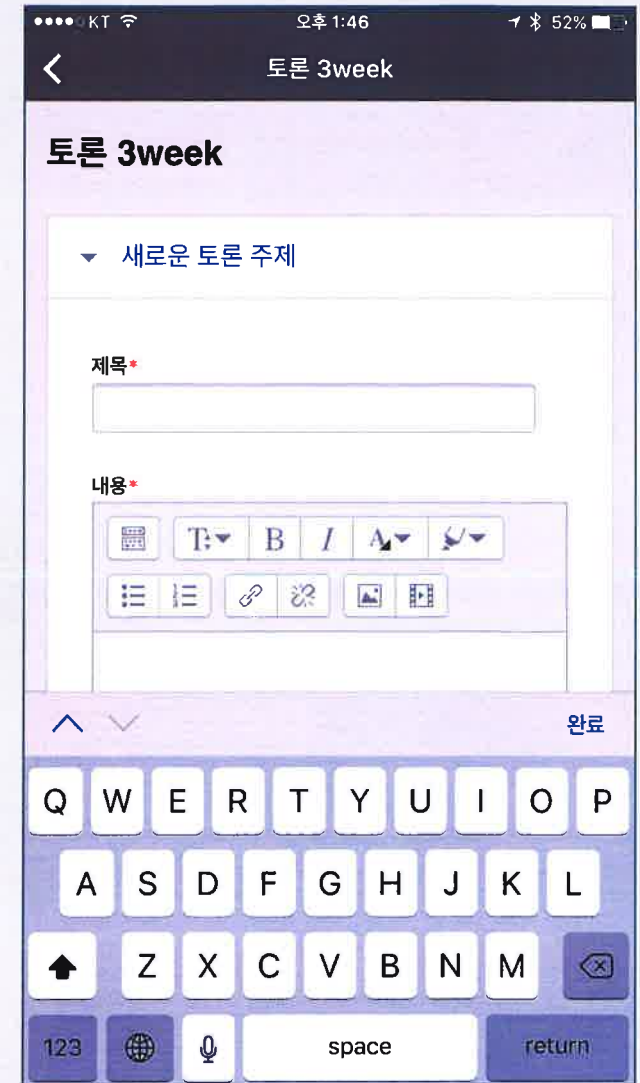 KT 오후 1:46 52%
토론 3week
토론 3week
새로운 토론 주제
제목*
내용*
T B I A
완료
Q W E R T Y U I O P
A S D F G H J K L
Z X C V B N M
123 space return